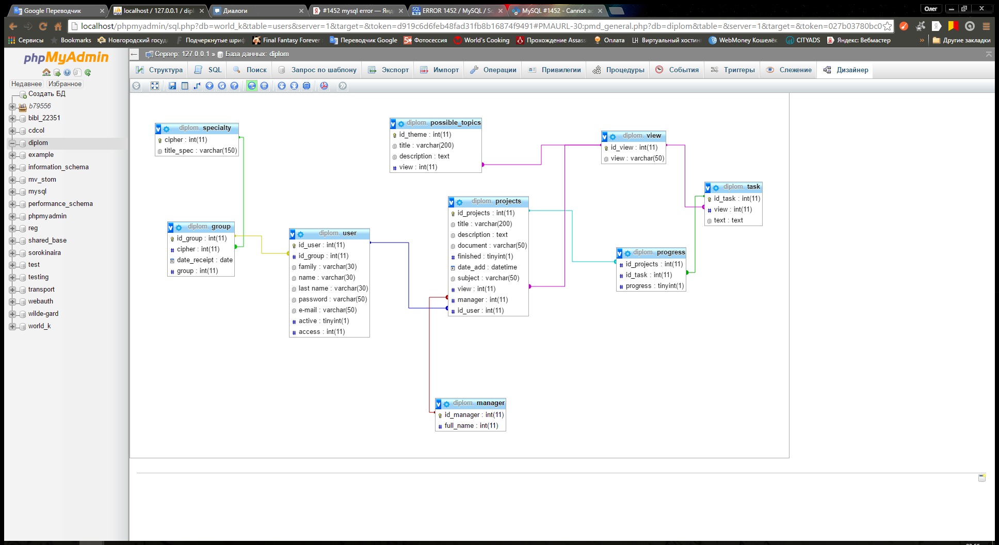 Google Переводчик
localhost / 127.0.0.1 / dipl
Диалоги
#1452 mysql error — Янд
ERROR 1452 / MySQL / Sq
MySQL #1452 - Cannot a
Олег
localhost/phpmyadmin/sql.php?db=world_k&table=users&server=1&target=&token=d919c6d6feb48fad31fb8b16874f9491#PMAURL-30:pmd_general.php?db=diplom&table=&server=1&target=&token=027b03780bc0
Сервисы
Bookmarks
Новгородский госуда
Подчеркнутые шриф
Final Fantasy Forever
Переводчик Google
Фотосессия
World's Cooking
Прохождение Assass
Оплата
LH Виртуальный хостинг
WebMoney Кошелёк
CITYADS
Яндекс: Вебмастер
Другие закладки
phpMyAdmin
Недавнее Избранное
Создать БД
b79556
bibl_22351
cdcol
diplom
example
information_schema
mv_stom
mysql
performance_schema
phpmyadmin
reg
shared_base
sorokinaira
test
testing
transport
webauth
wilde-gard
world_k
Сервер: 127.0.0.1 » База данных: diplom
Структура SQL Поиск Запрос по шаблону Экспорт Импорт Операции Привилегии Процедуры События Триггеры Слежение Дизайнер
diplom. specialty
cipher : int(11)
title_spec : varchar(150)
diplom. possible_topics
id_theme : int(11)
title : varchar(200)
description : text
view : int(11)
diplom. view
id_view : int(11)
view : varchar(50)
diplom. task
id_task : int(11)
view : int(11)
text : text
diplom. projects
id_projects : int(11)
title : varchar(200)
description : text
document : varchar(50)
finished : tinyint(1)
date_add : datetime
subject : varchar(50)
view : int(11)
manager : int(11)
id_user : int(11)
diplom. group
id_group : int(11)
cipher : int(11)
date_receipt : date
group : int(11)
diplom. user
id_user : int(11)
id_group : int(11)
family : varchar(30)
name : varchar(30)
last name : varchar(30)
password : varchar(50)
e-mail : varchar(50)
active : tinyint(1)
access : int(11)
diplom. progress
id_projects : int(11)
id_task : int(11)
progress : tinyint(1)
diplom. manager
id_manager : int(11)
full_name : int(11)